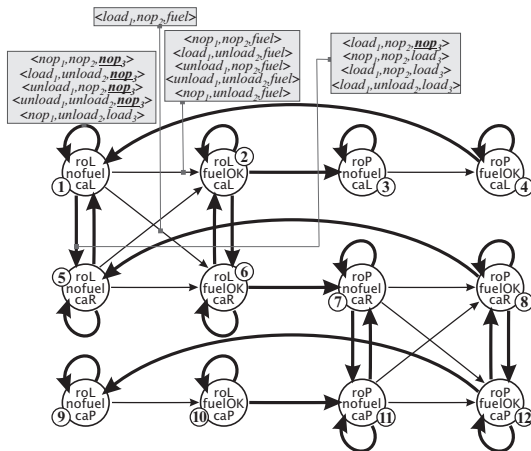 <load₁,nop₂,fuel>
<nop₁,nop₂,nop₃>
<load₁,unload₂,nop₃>
<unload₁,nop₂,nop₃>
<unload₁,unload₂,nop₃>
<nop₁,unload₂,load₃>
<nop₁,nop₂,fuel>
<load₁,unload₂,fuel>
<unload₁,nop₂,fuel>
<unload₁,unload₂,fuel>
<nop₁,unload₂,fuel>
<load₁,nop₂,nop₃>
<nop₁,nop₂,load₃>
<load₁,nop₂,load₃>
<load₁,unload₂,load₃>
roL
nofuel
caL
1
roL
fuelOK
caL
2
roP
nofuel
caL
3
roP
fuelOK
caL
4
roL
nofuel
caR
5
roL
fuelOK
caR
6
roP
nofuel
caR
7
roP
fuelOK
caR
8
roL
nofuel
caP
9
roL
fuelOK
caP
10
roP
nofuel
caP
11
roP
fuelOK
caP
12